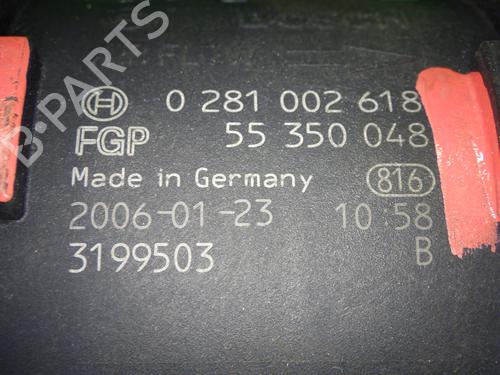 FLOW
0 281 002 618
FGP 55 350 048
Made in Germany 816
2006-01-23 10:58
3199503 B
B-PARTS